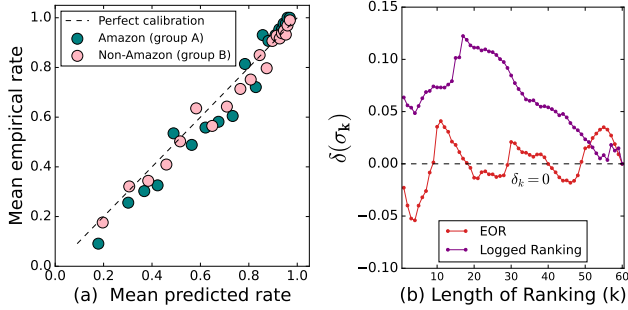 Perfect calibration
Amazon (group A)
Non-Amazon (group B)
Mean empirical rate
1.0
0.8
0.6
0.4
0.2
0.0
0.0 0.2 0.4 0.6 0.8 1.0
(a) Mean predicted rate
δ(σₖ)
0.15
0.10
0.05
0.00
−0.05
−0.10
δₖ=0
EOR
Logged Ranking
10 20 30 40 50 60
(b) Length of Ranking (k)